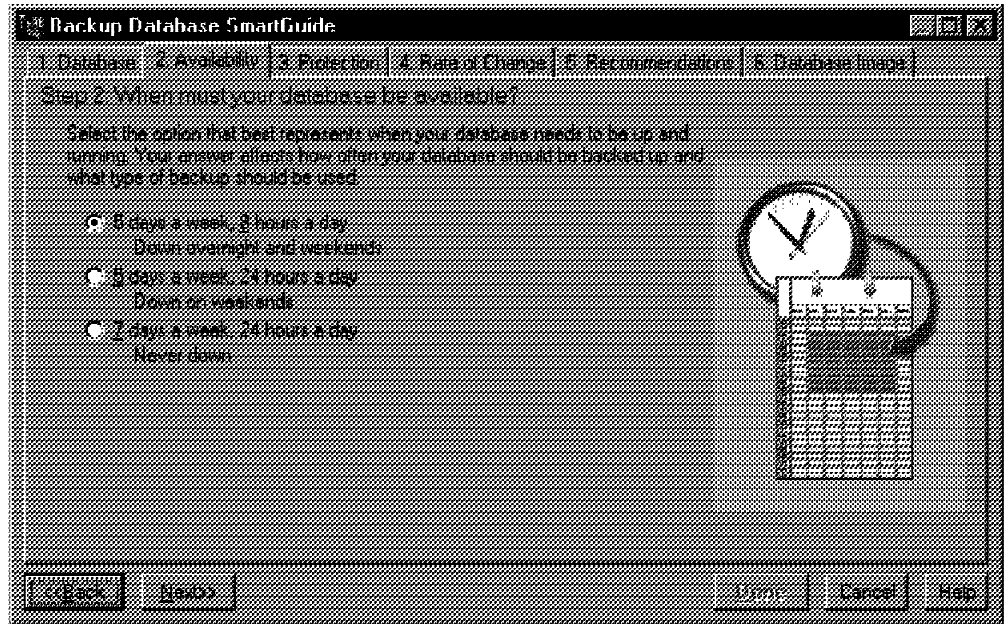 Backup Database SmartGuide
1. Database 2. Availability 3. Protection 4. Rate of Change 5. Recommendations 6. Database Image
Step 2: When must your database be available?
Select the option that best represents when your database needs to be up and
running. Your answer affects how often your database should be backed up and
what type of backup should be used.
5 days a week, 8 hours a day
Down overnight and weekends
5 days a week, 24 hours a day
Down on weekends
7 days a week, 24 hours a day
Never down
<<Back Next>> Done Cancel Help